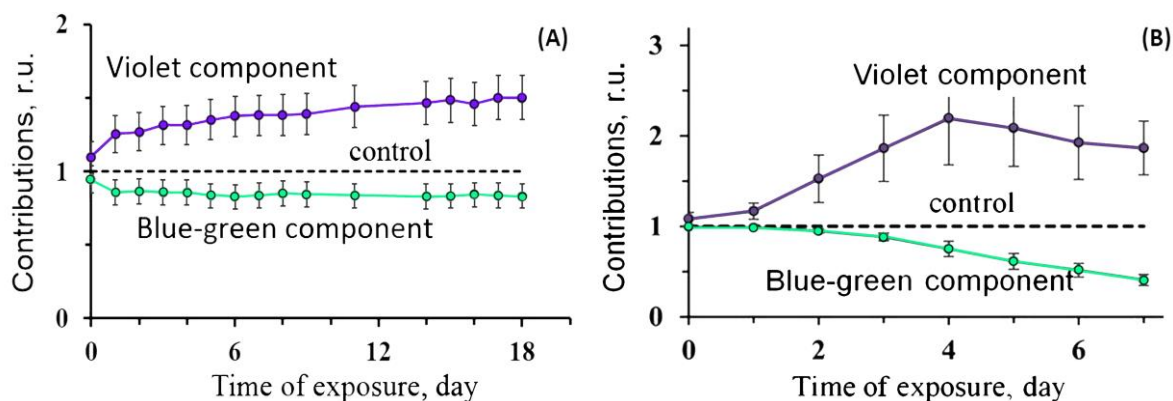 (A)
Contributions, r.u.
2
1
0
Violet component
control
Blue-green component
0 6 12 18
Time of exposure, day
(B)
Contributions, r.u.
3
2
1
0
Violet component
control
Blue-green component
0 2 4 6
Time of exposure, day